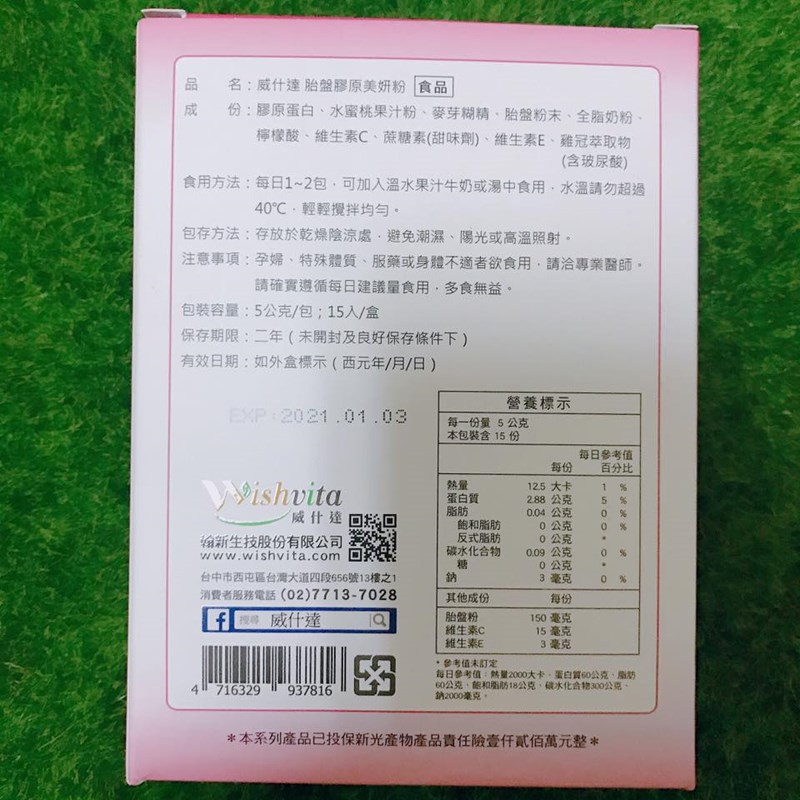 品 名：威什達 胎盤膠原美妍粉 食品
成 份：膠原蛋白、水蜜桃果汁粉、麥芽糊精、胎盤粉末、全脂奶粉、
檸檬酸、維生素C、蔗糖素(甜味劑)、維生素E、雞冠萃取物
(含玻尿酸)
食用方法：每日1~2包，可加入溫水果汁牛奶或湯中食用，水溫請勿超過
40℃，輕輕攪拌均勻。
包存方法：存放於乾燥陰涼處，避免潮濕、陽光或高溫照射。
注意事項：孕婦、特殊體質、服藥或身體不適者欲食用，請洽專業醫師。
請確實遵循每日建議量食用，多食無益。
包裝容量：5公克/包；15入/盒
保存期限：二年（未開封及良好保存條件下）
有效日期：如外盒標示（西元年/月/日）
EXP：2021.01.03
Wishvita
威什達
翰新生技股份有限公司
www.wishvita.com
台中市西屯區台灣大道四段656號13樓之1
消費者服務電話 (02)7713-7028
f 搜尋 威什達
4 716329 937816
營養標示
每一份量 5 公克
本包裝含 15 份
每日參考值
每份 百分比
熱量 12.5 大卡 1 %
蛋白質 2.88 公克 5 %
脂肪 0.04 公克 0 %
飽和脂肪 0 公克 0 %
反式脂肪 0 公克 *
碳水化合物 0.09 公克 0 %
糖 0 公克 *
鈉 3 毫克 0 %
其他成份 每份
胎盤粉 150 毫克
維生素C 15 毫克
維生素E 3 毫克
*參考值未訂定
每日參考值：熱量2000大卡、蛋白質60公克、脂肪
60公克、飽和脂肪18公克、碳水化合物300公克、
鈉2000毫克。
＊本系列產品已投保新光產物產品責任險壹仟貳佰萬元整＊